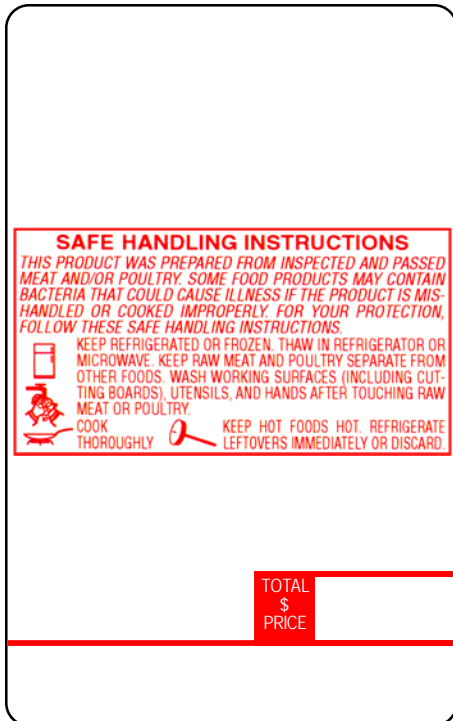 SAFE HANDLING INSTRUCTIONS
THIS PRODUCT WAS PREPARED FROM INSPECTED AND PASSED
MEAT AND/OR POULTRY. SOME FOOD PRODUCTS MAY CONTAIN
BACTERIA THAT COULD CAUSE ILLNESS IF THE PRODUCT IS MIS-
HANDLED OR COOKED IMPROPERLY. FOR YOUR PROTECTION,
FOLLOW THESE SAFE HANDLING INSTRUCTIONS.
KEEP REFRIGERATED OR FROZEN. THAW IN REFRIGERATOR OR
MICROWAVE. KEEP RAW MEAT AND POULTRY SEPARATE FROM
OTHER FOODS. WASH WORKING SURFACES (INCLUDING CUT-
TING BOARDS), UTENSILS, AND HANDS AFTER TOUCHING RAW
MEAT OR POULTRY.
COOK
THOROUGHLY
KEEP HOT FOODS HOT. REFRIGERATE
LEFTOVERS IMMEDIATELY OR DISCARD.
TOTAL
$
PRICE